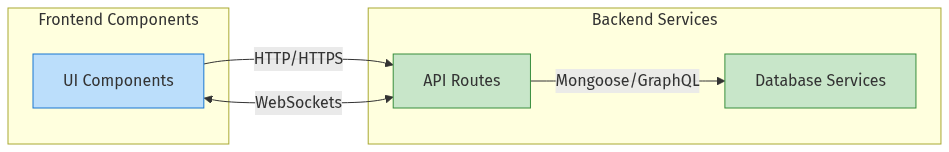 Frontend Components
Backend Services
UI Components
HTTP/HTTPS
WebSockets
API Routes
Mongoose/GraphQL
Database Services